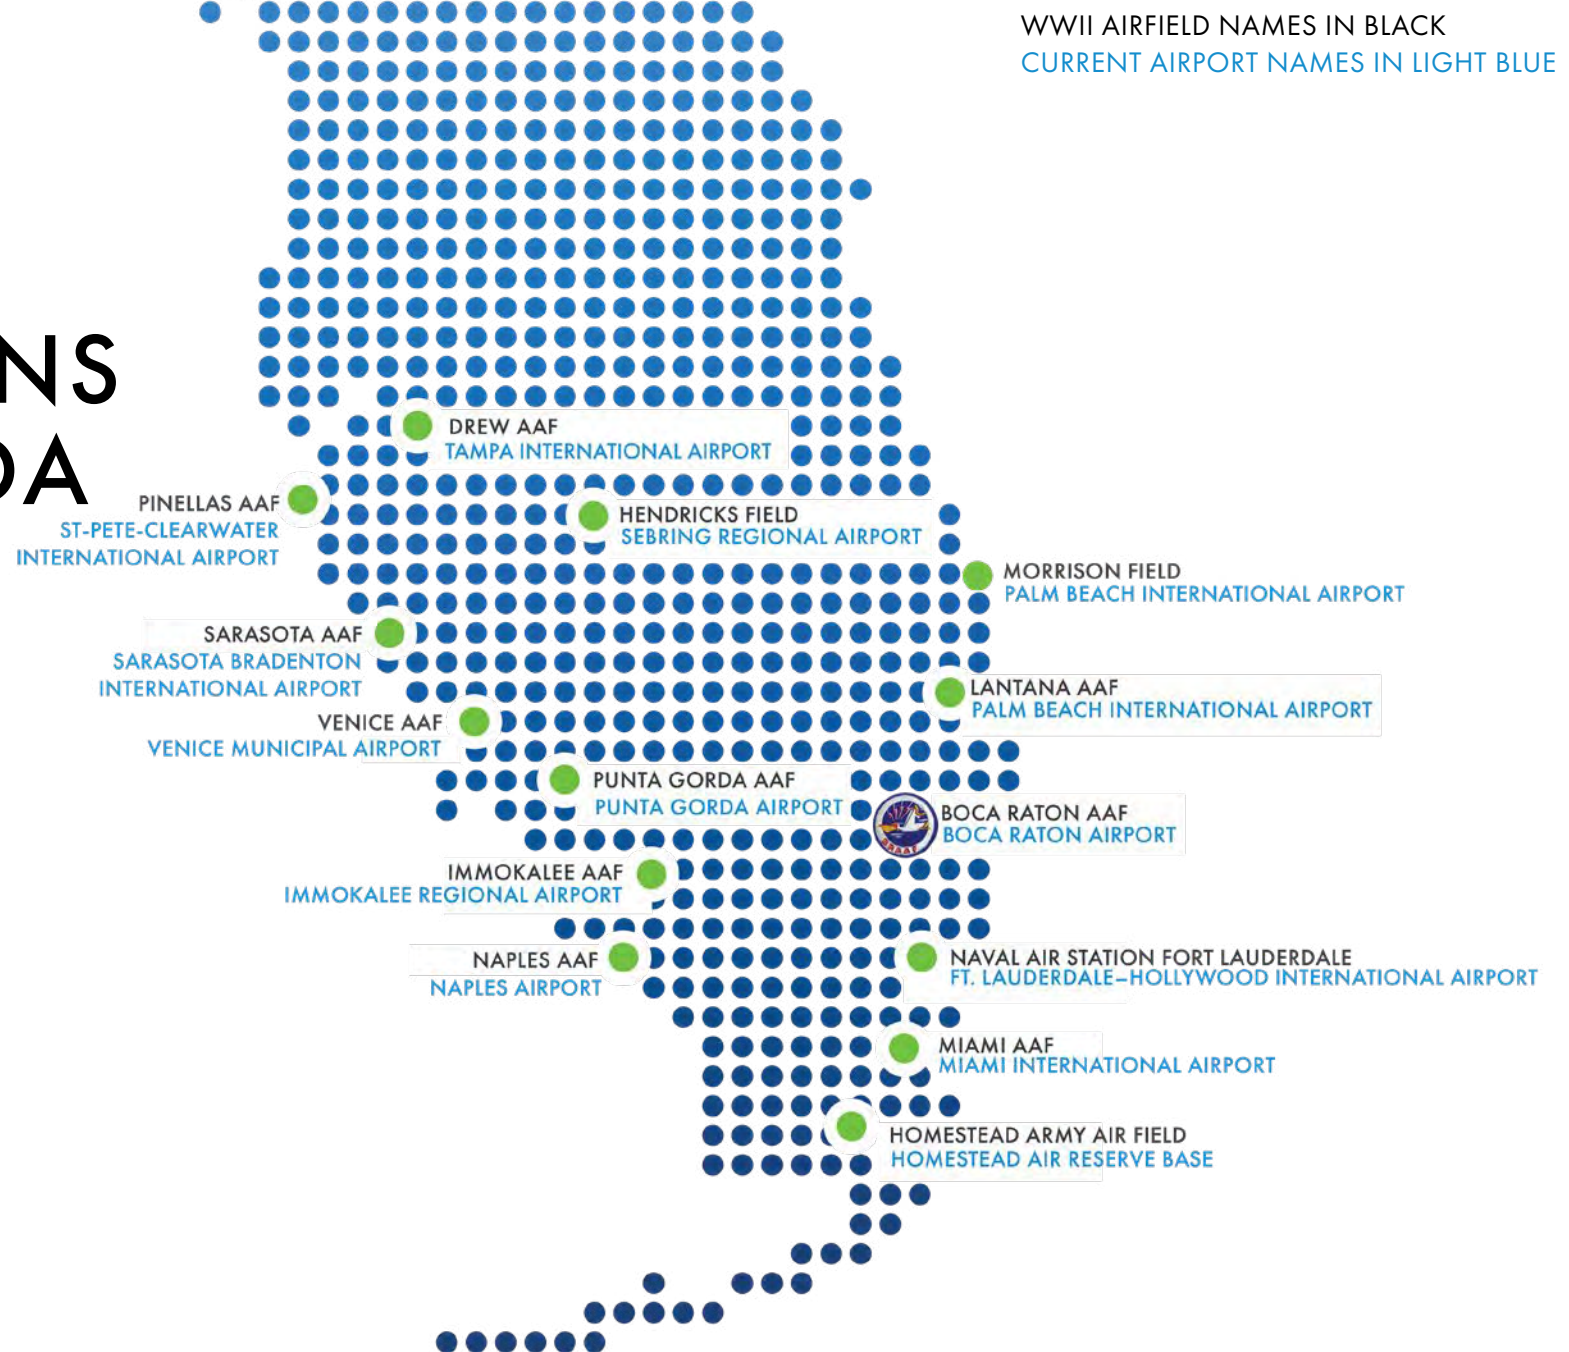 WWII AIRFIELD NAMES IN BLACK
CURRENT AIRPORT NAMES IN LIGHT BLUE
NS
DA
DREW AAF
TAMPA INTERNATIONAL AIRPORT
PINELLAS AAF
ST-PETE-CLEARWATER
INTERNATIONAL AIRPORT
HENDRICKS FIELD
SEBRING REGIONAL AIRPORT
MORRISON FIELD
PALM BEACH INTERNATIONAL AIRPORT
SARASOTA AAF
SARASOTA BRADENTON
INTERNATIONAL AIRPORT
LANTANA AAF
PALM BEACH INTERNATIONAL AIRPORT
VENICE AAF
VENICE MUNICIPAL AIRPORT
PUNTA GORDA AAF
PUNTA GORDA AIRPORT
BOCA RATON AAF
BOCA RATON AIRPORT
BRAAF
IMMOKALEE AAF
IMMOKALEE REGIONAL AIRPORT
NAPLES AAF
NAPLES AIRPORT
NAVAL AIR STATION FORT LAUDERDALE
FT. LAUDERDALE–HOLLYWOOD INTERNATIONAL AIRPORT
MIAMI AAF
MIAMI INTERNATIONAL AIRPORT
HOMESTEAD ARMY AIR FIELD
HOMESTEAD AIR RESERVE BASE